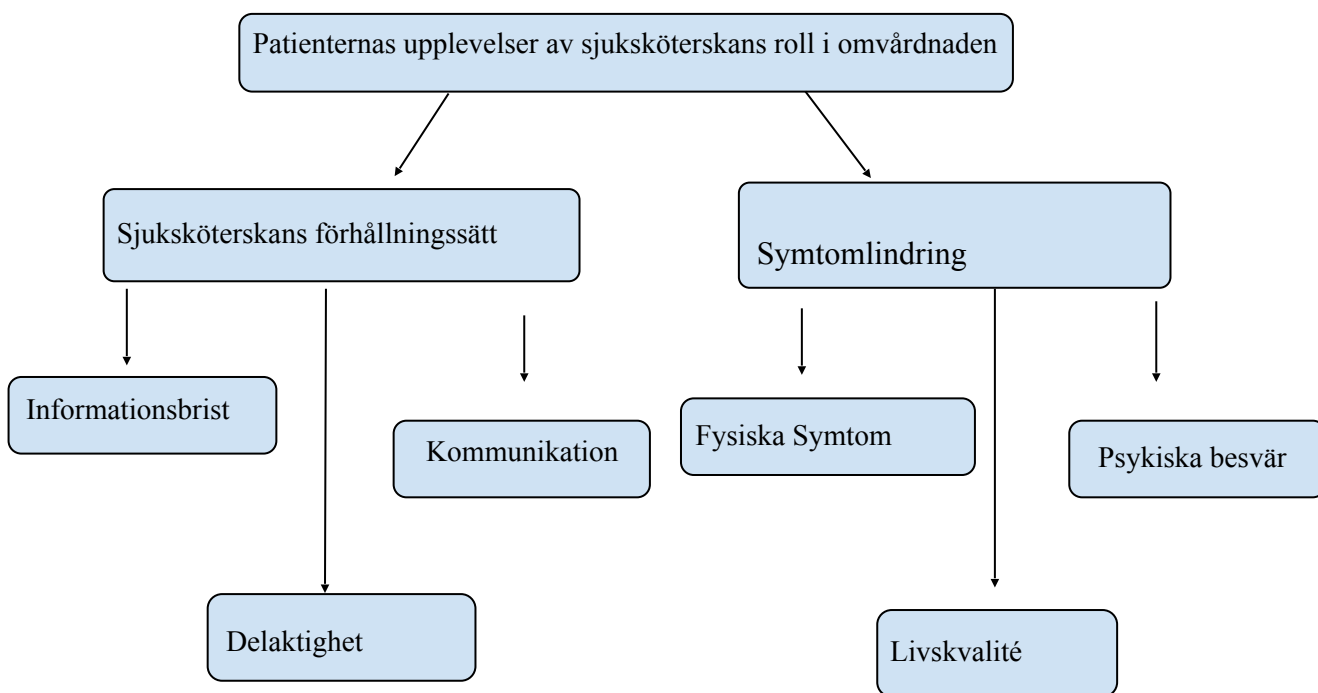 Patienternas upplevelser av sjuksköterskans roll i omvårdnaden
Sjuksköterskans förhållningssätt
Symtomlindring
Informationsbrist
Kommunikation
Fysiska Symtom
Psykiska besvär
Delaktighet
Livskvalité